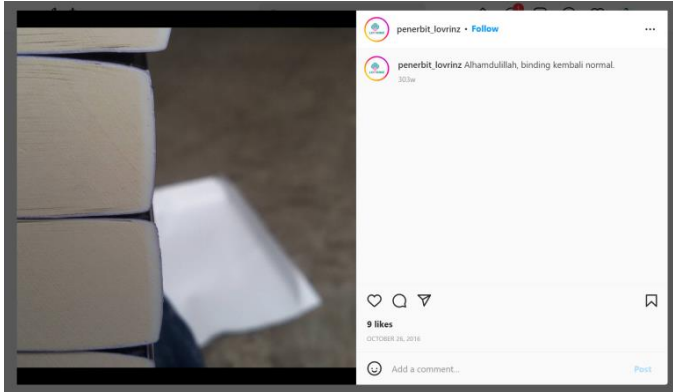 penerbit_lovrinz • Follow
penerbit_lovrinz Alhamdulillah, binding kembali normal.
303w
9 likes
OCTOBER 26, 2016
Add a comment...
Post